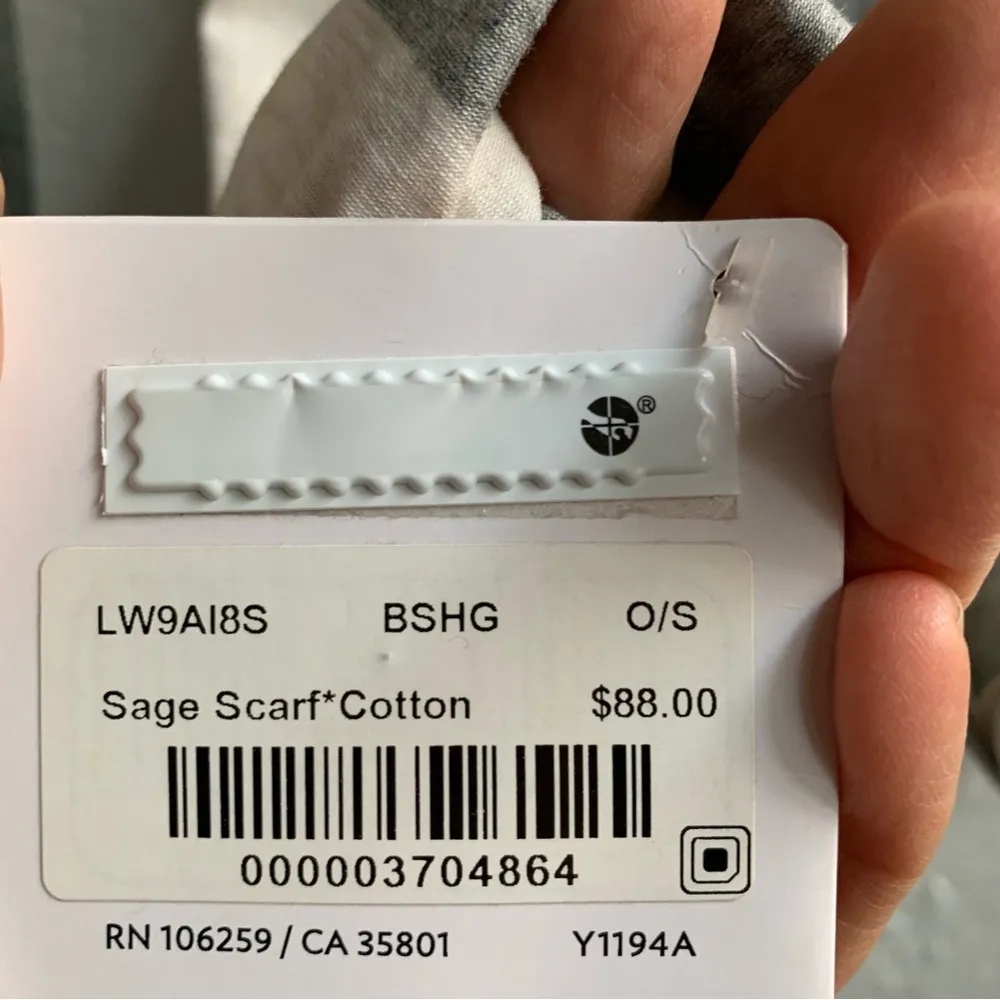 ®
LW9AI8S BSHG O/S
Sage Scarf*Cotton $88.00
000003704864
RN 106259 / CA 35801 Y1194A